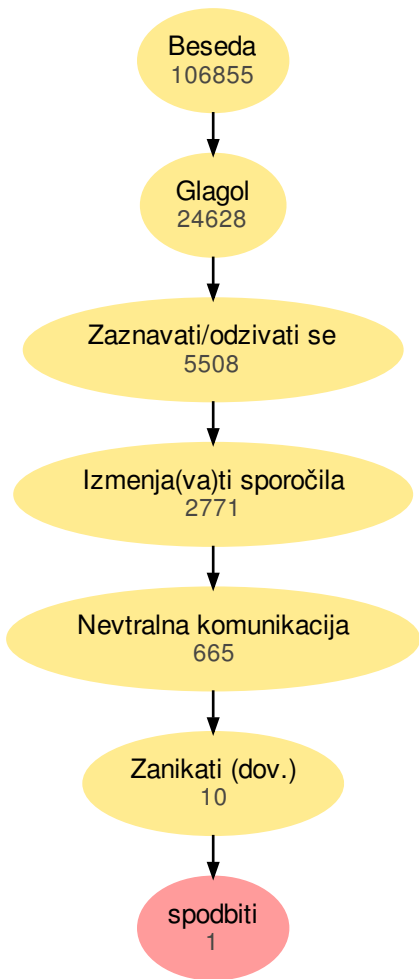 Beseda
106855
Glagol
24628
Zaznavati/odzivati se
5508
Izmenja(va)ti sporočila
2771
Nevtralna komunikacija
665
Zanikati (dov.)
10
spodbiti
1